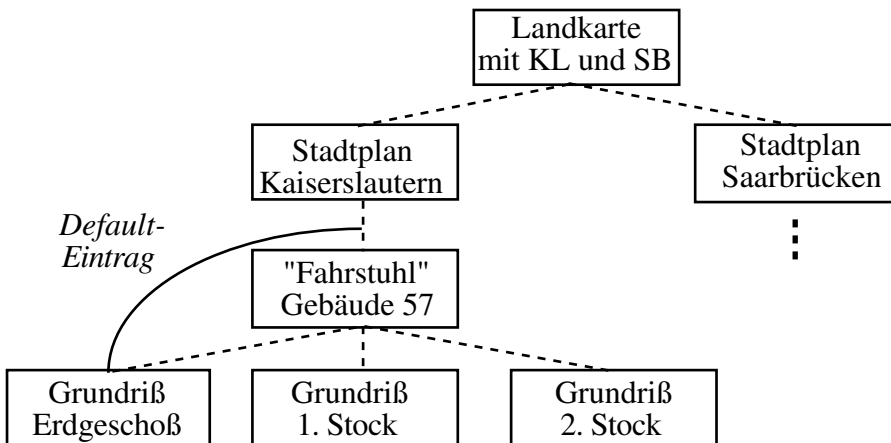 Landkarte
mit KL und SB
Stadtplan
Kaiserslautern
Stadtplan
Saarbrücken
Default-
Eintrag
"Fahrstuhl"
Gebäude 57
Grundriß
Erdgeschoß
Grundriß
1. Stock
Grundriß
2. Stock